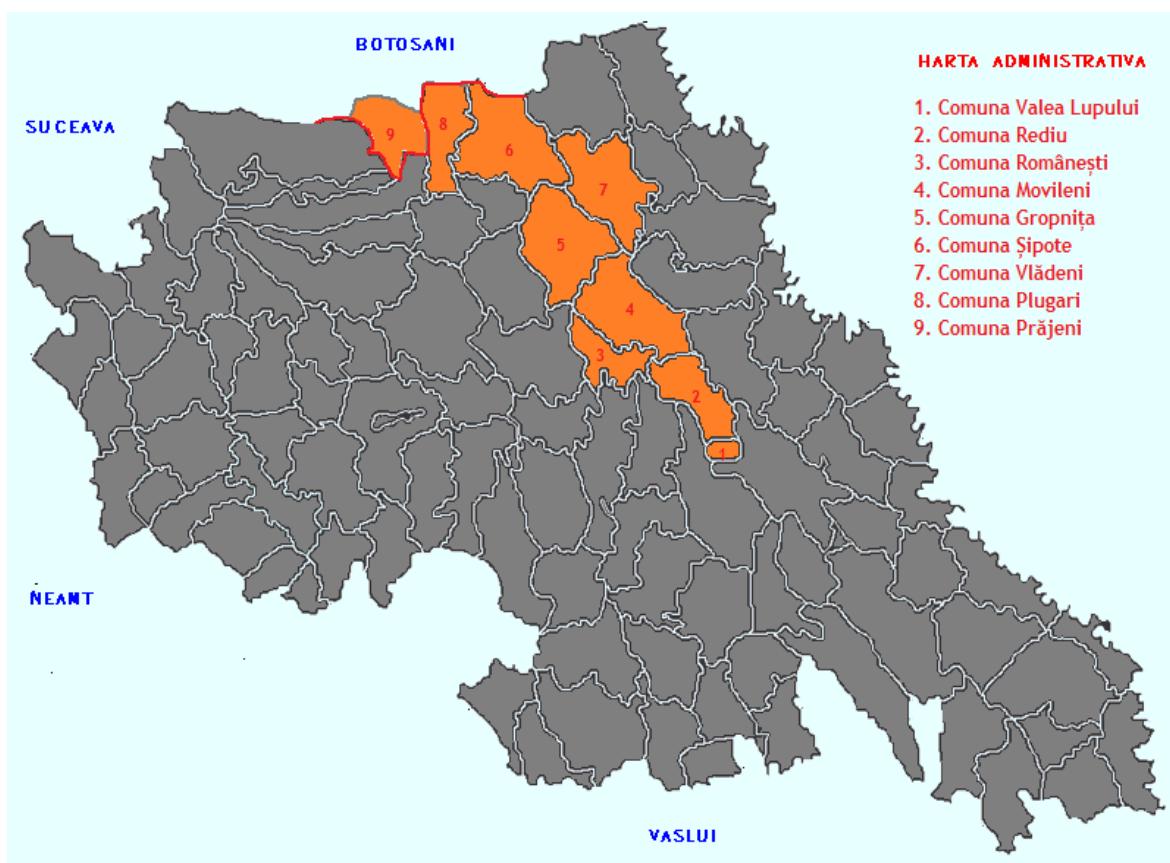 BOTOSANI
HARTA ADMINISTRATIVA
SUCEAVA
1. Comuna Valea Lupului
2. Comuna Rediu
3. Comuna Românești
4. Comuna Movileni
5. Comuna Gropnița
6. Comuna Șipote
7. Comuna Vlădeni
8. Comuna Plugari
9. Comuna Prăjeni
8
9
6
7
5
4
3
2
1
NEAMT
VASLUI